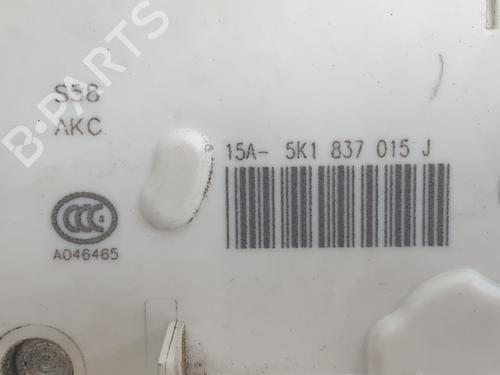 B-PARTS
S58
AKC
15A- 5K1 837 015 J
CCC
A046465